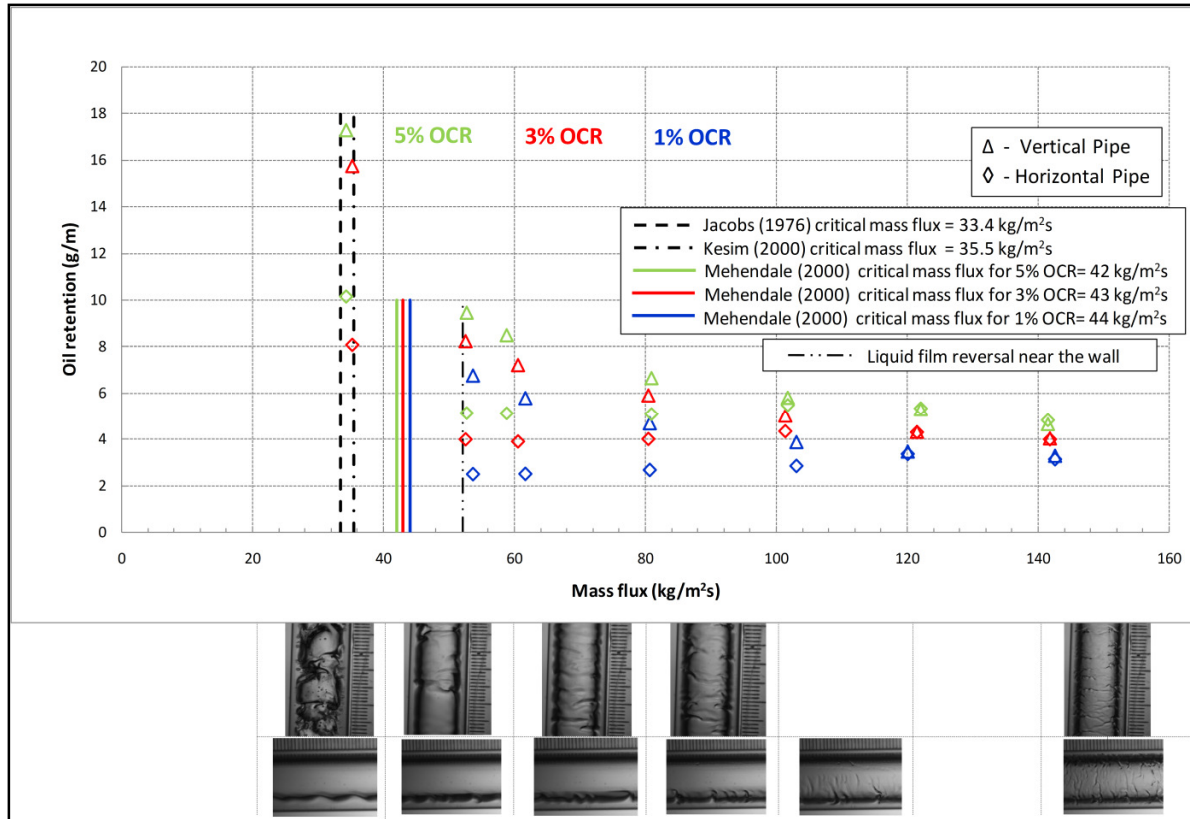 20
18
16
14
12
10
8
6
4
2
0
Oil retention (g/m)
5% OCR 3% OCR 1% OCR
Δ - Vertical Pipe
◊ - Horizontal Pipe
Jacobs (1976) critical mass flux = 33.4 kg/m²s
Kesim (2000) critical mass flux = 35.5 kg/m²s
Mehendale (2000) critical mass flux for 5% OCR= 42 kg/m²s
Mehendale (2000) critical mass flux for 3% OCR= 43 kg/m²s
Mehendale (2000) critical mass flux for 1% OCR= 44 kg/m²s
Liquid film reversal near the wall
0 20 40 60 80 100 120 140 160
Mass flux (kg/m²s)